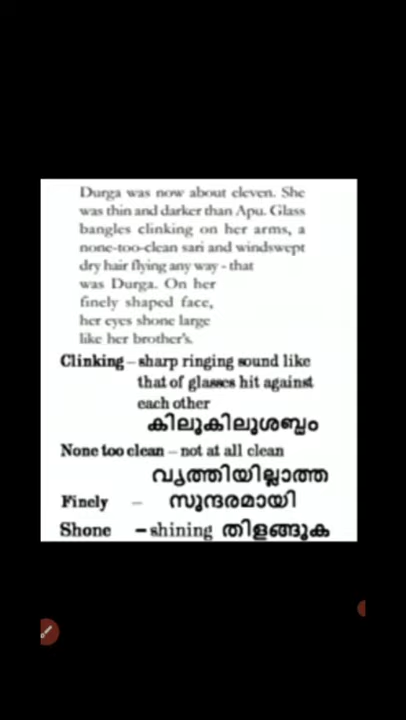 Durga was now about eleven. She
was thin and darker than Apu. Glass
bangles clinking on her arms, a
none-too-clean sari and windswept
dry hair flying any way - that
was Durga. On her
finely shaped face,
her eyes shone large
like her brother's.
Clinking – sharp ringing sound like
that of glasses hit against
each other
കിലുകിലുശബ്ദം
None too clean – not at all clean
വൃത്തിയില്ലാത്ത
Finely – സുന്ദരമായി
Shone – shining തിളങ്ങുക